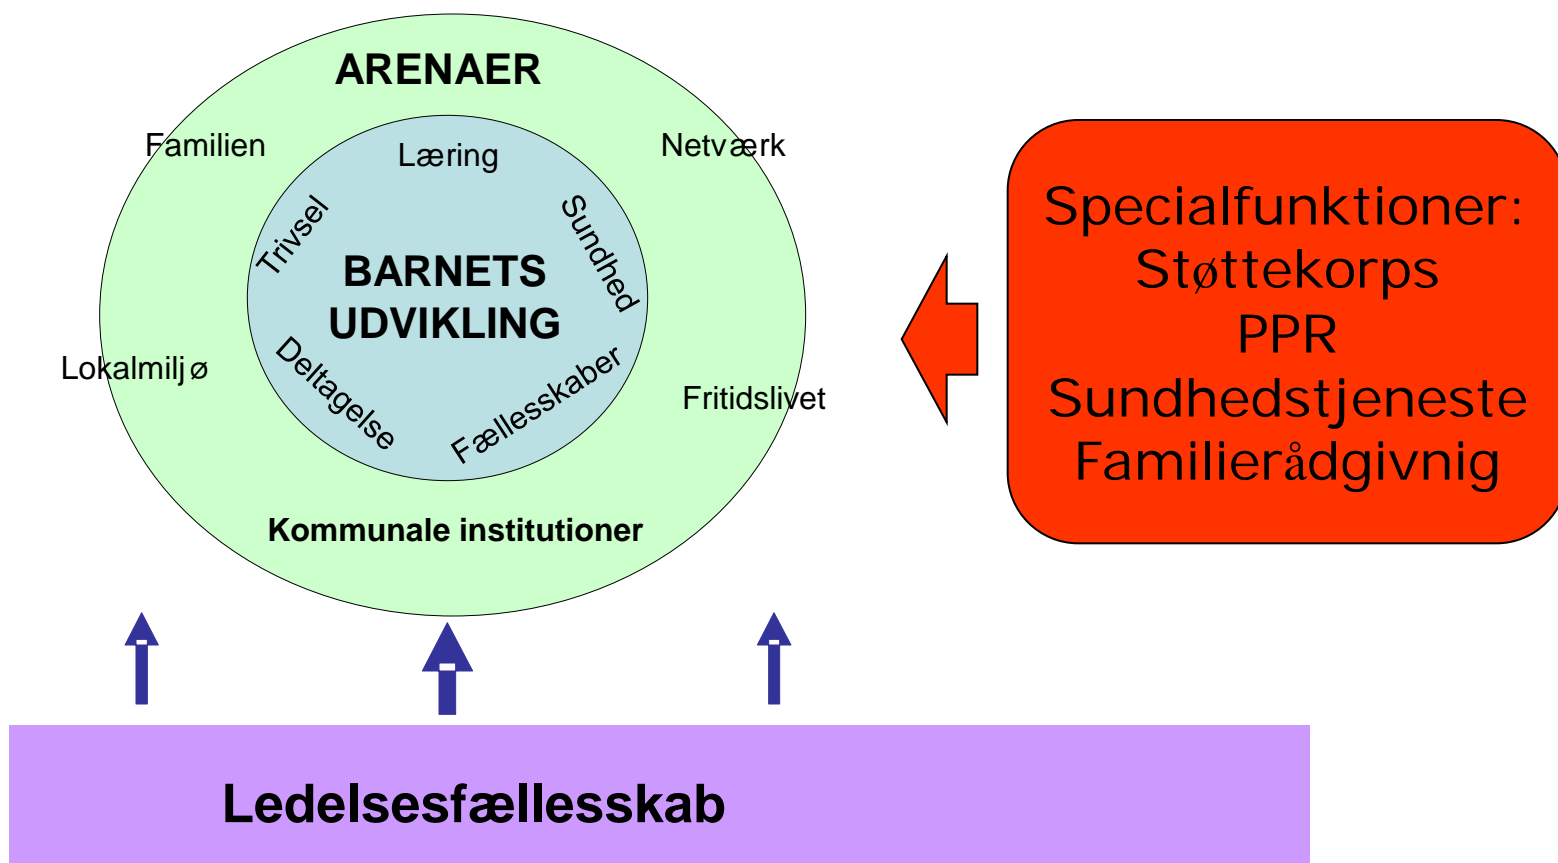 ARENAER
Familien
Netværk
Læring
Trivsel
Sundhed
BARNETS
UDVIKLING
Lokalmiljø
Deltagelse
Fællesskaber
Fritidslivet
Kommunale institutioner
Specialfunktioner:
Støttekorps
PPR
Sundhedstjeneste
Familierådgivnig
Ledelsesfællesskab